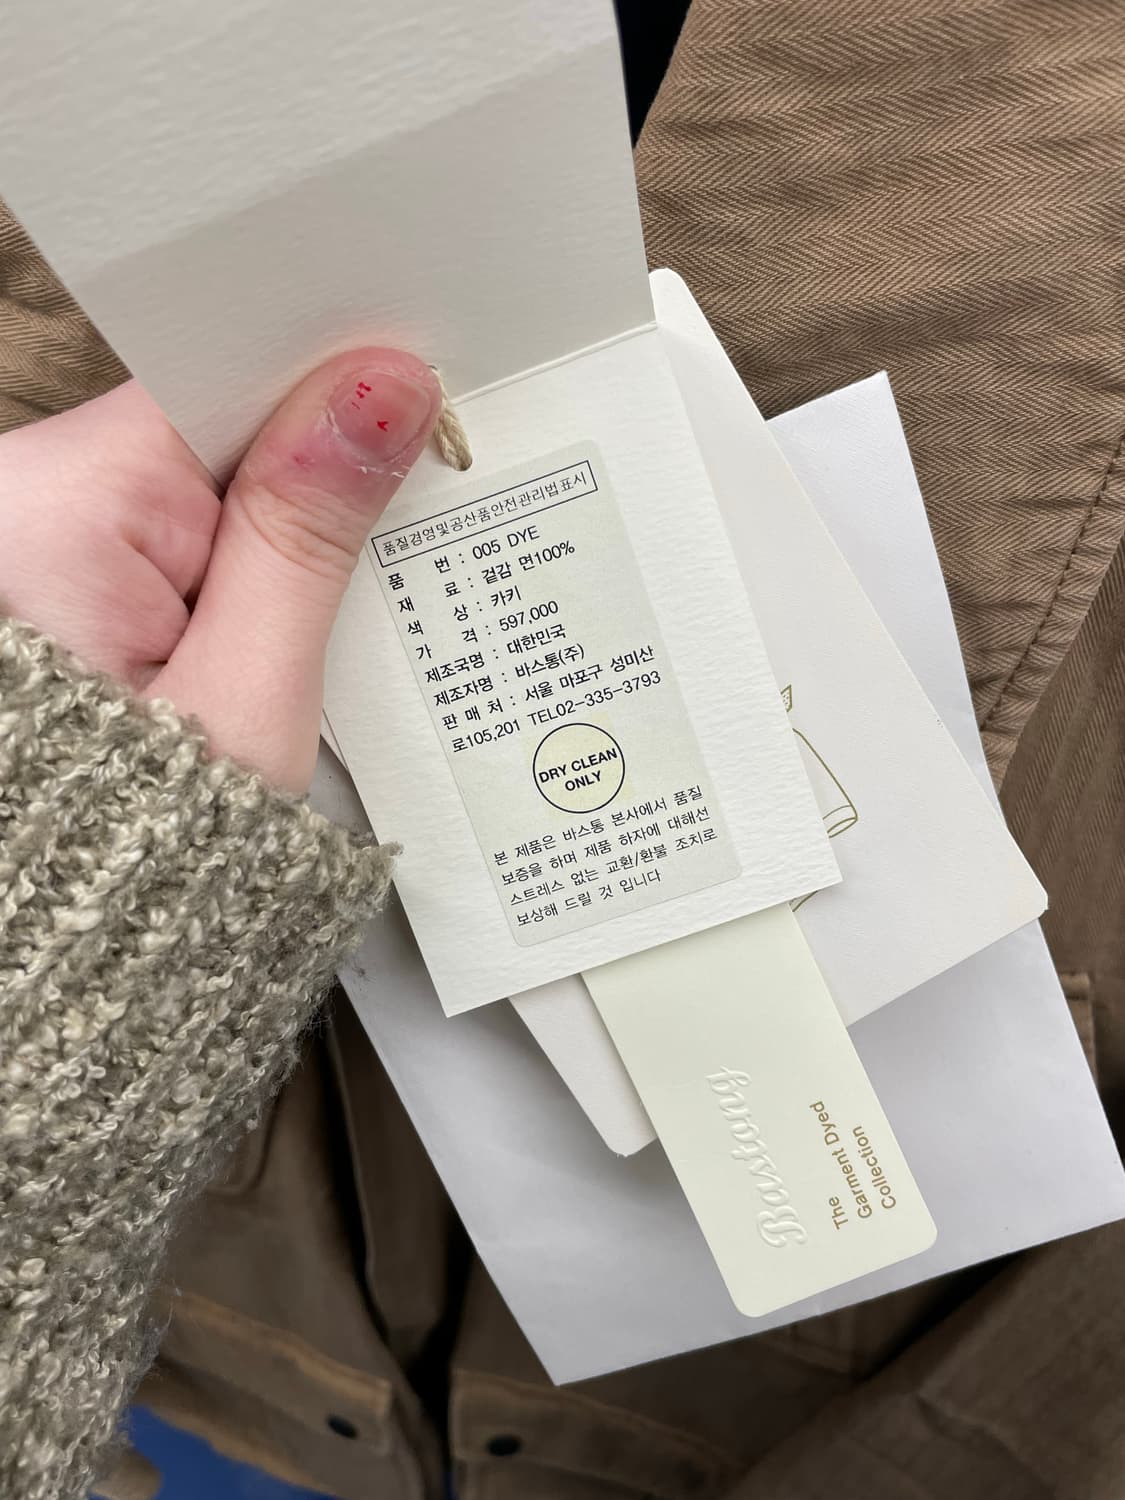 품질경영및공산품안전관리법표시
품 번 : 005 DYE
재 료 : 겉감 면100%
색 상 : 카키
가 격 : 597,000
제조국명 : 대한민국
제조자명 : 바스통(주)
판 매 처 : 서울 마포구 성미산
로105,201 TEL02-335-3793
DRY CLEAN
ONLY
본 제품은 바스통 본사에서 품질
보증을 하며 제품 하자에 대해선
스트레스 없는 교환/환불 조치로
보상해 드릴 것 입니다
Bastong
The
Garment Dyed
Collection